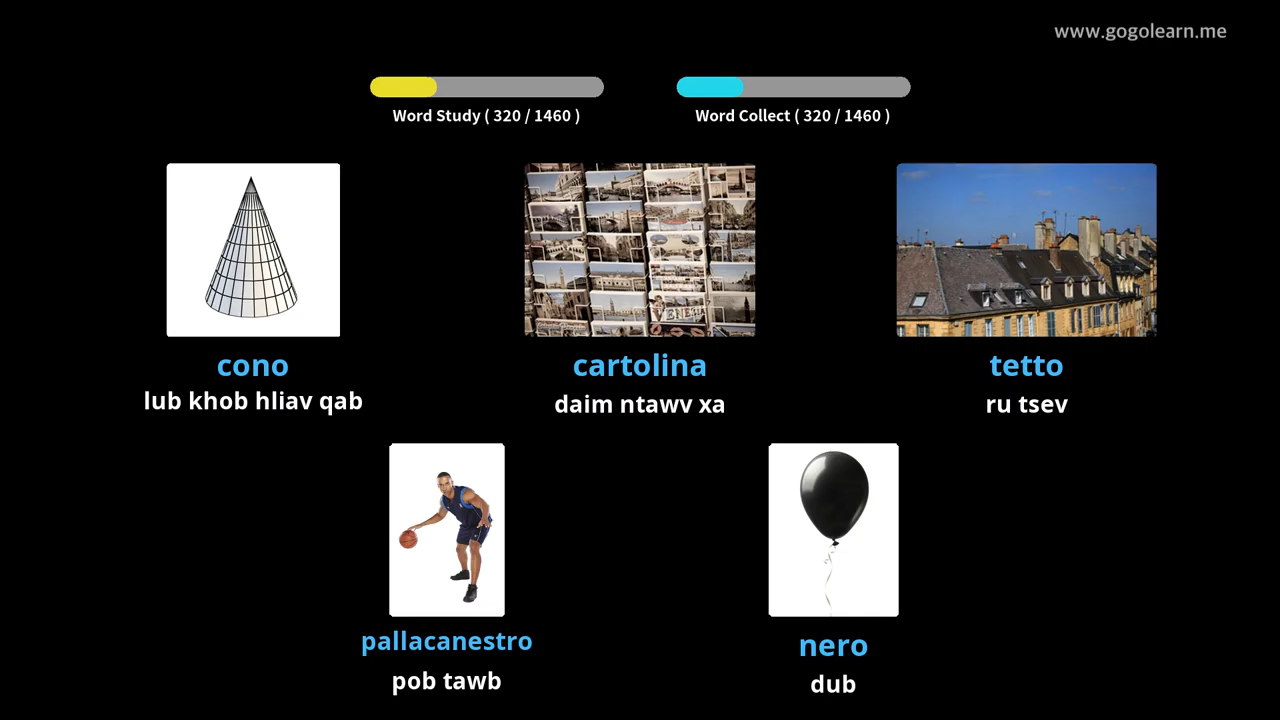 www.gogolearn.me
Word Study ( 320 / 1460 )
Word Collect ( 320 / 1460 )
VENEZIA
cono
cartolina
tetto
lub khob hliav qab
daim ntawv xa
ru tsev
pallacanestro
nero
pob tawb
dub